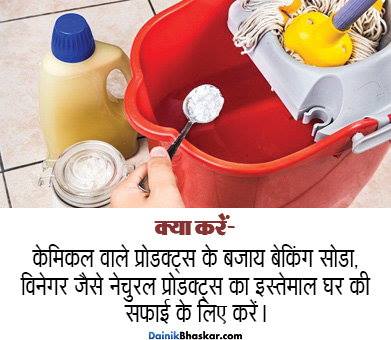 क्या करें-
केमिकल वाले प्रोडक्ट्स के बजाय बेकिंग सोडा,
विनेगर जैसे नेचुरल प्रोडक्ट्स का इस्तेमाल घर की
सफाई के लिए करें।
DainikBhaskar.com